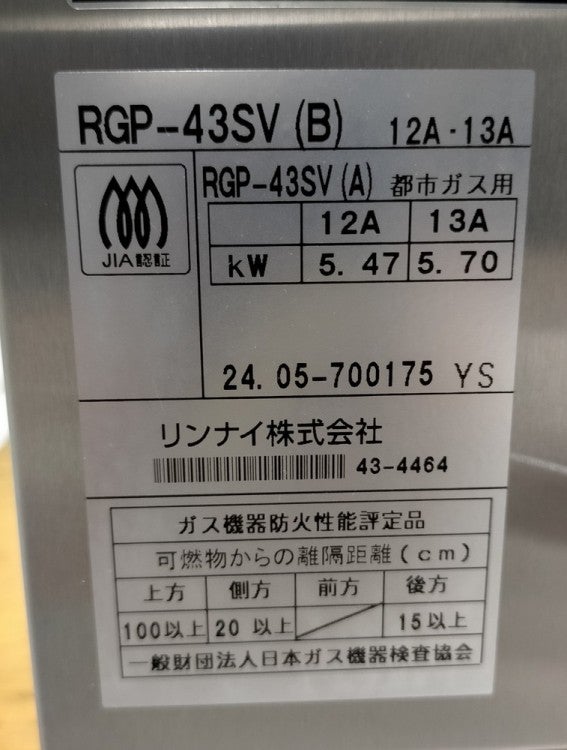 RGP-43SV(B) 12A・13A
RGP-43SV(A) 都市ガス用
JIA認証
12A 13A
kW 5.47 5.70
24.05-700175 YS
リンナイ株式会社
43-4464
ガス機器防火性能評定品
可燃物からの離隔距離(cm)
上方 側方 前方 後方
100以上 20以上 15以上
一般財団法人日本ガス機器検査協会